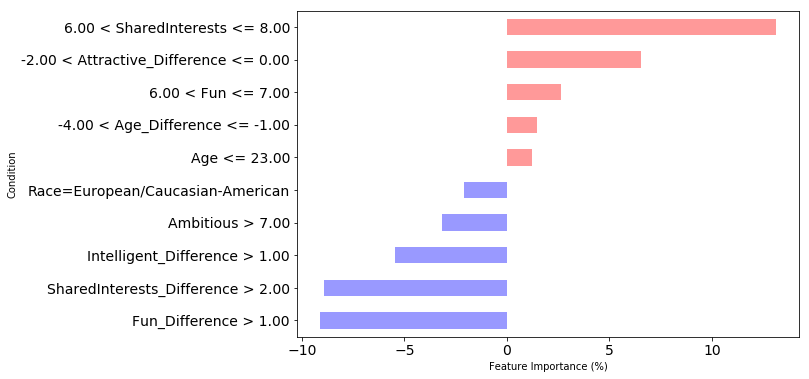 6.00 < SharedInterests <= 8.00
-2.00 < Attractive_Difference <= 0.00
6.00 < Fun <= 7.00
-4.00 < Age_Difference <= -1.00
Age <= 23.00
Race=European/Caucasian-American
Ambitious > 7.00
Intelligent_Difference > 1.00
SharedInterests_Difference > 2.00
Fun_Difference > 1.00
Condition
−10 −5 0 5 10
Feature Importance (%)